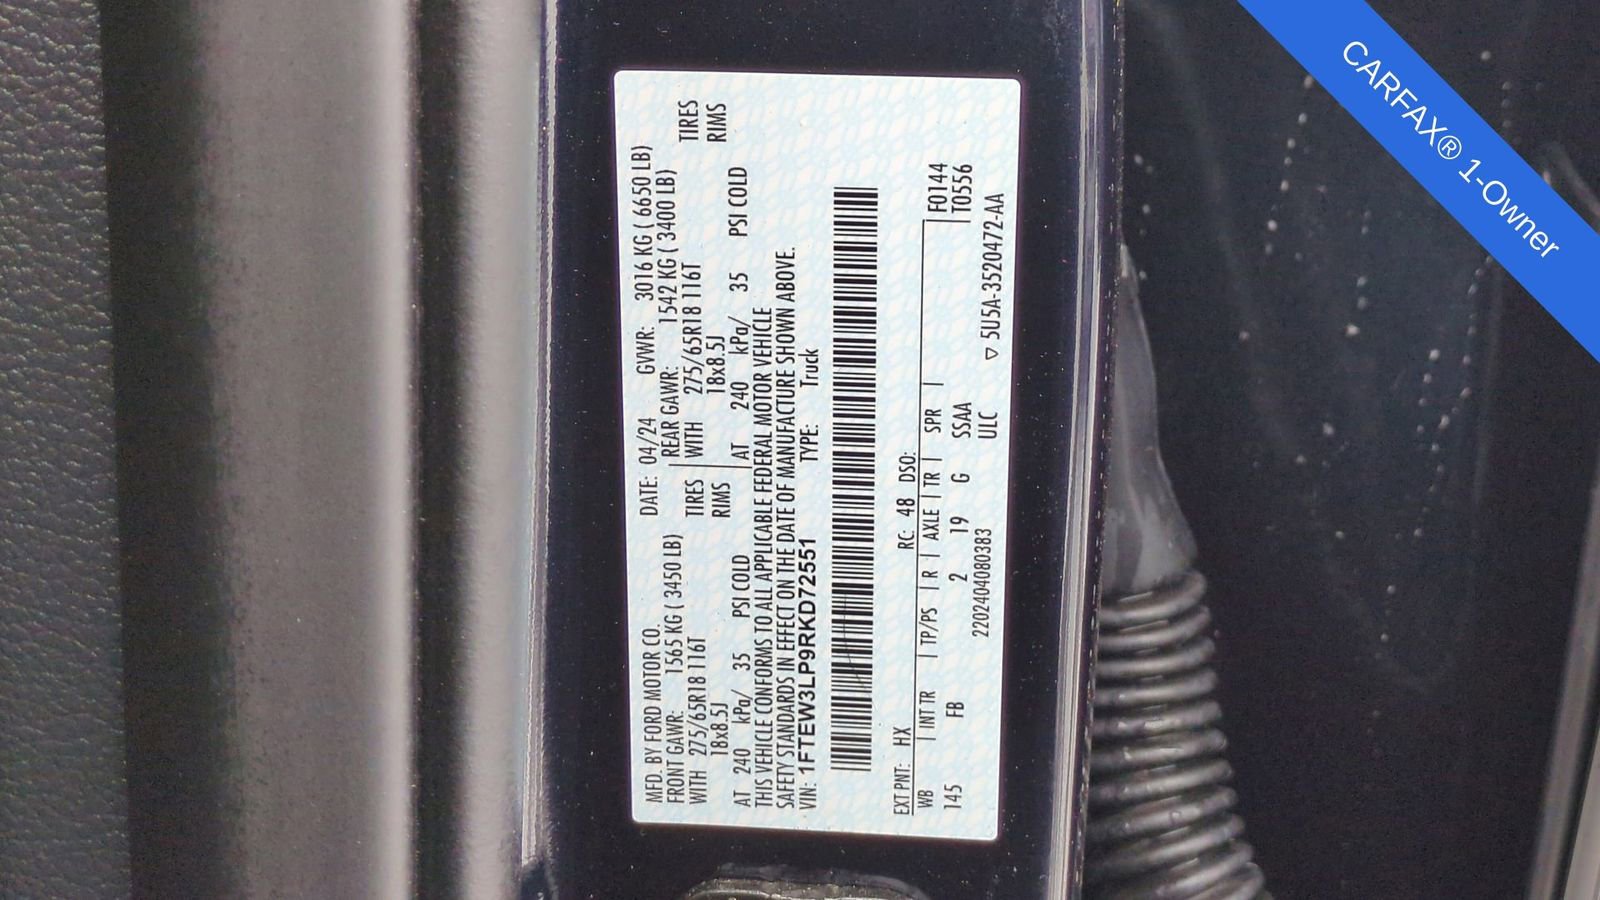 MFD. BY FORD MOTOR CO. DATE: 04/24 GVWR: 3016 KG ( 6650 LB)
FRONT GAWR: 1565 KG ( 3450 LB) REAR GAWR: 1542 KG ( 3400 LB)
WITH 275/65R18 116T TIRES WITH 275/65R18 116T TIRES
18x8.5J RIMS 18x8.5J RIMS
AT 240 kPa/ 35 PSI COLD AT 240 kPa/ 35 PSI COLD
THIS VEHICLE CONFORMS TO ALL APPLICABLE FEDERAL MOTOR VEHICLE
SAFETY STANDARDS IN EFFECT ON THE DATE OF MANUFACTURE SHOWN ABOVE.
VIN: 1FTEW3LP9RKD72551 TYPE: Truck
EXT PNT: HX RC: 48 DSO:
WB | INT TR | TP/PS | R | AXLE | TR | SPR | F0144
145 FB 2 19 G SSAA T0556
2202404080383 ULC ▽ 5U5A-3520472-AA
CARFAX® 1-Owner